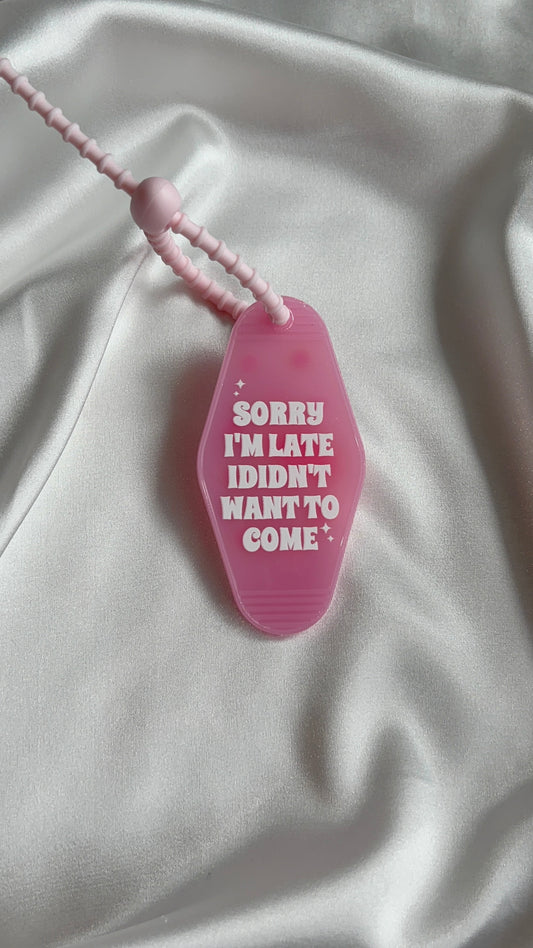 SORRY
I'M LATE
IDIDN'T
WANT TO
COME